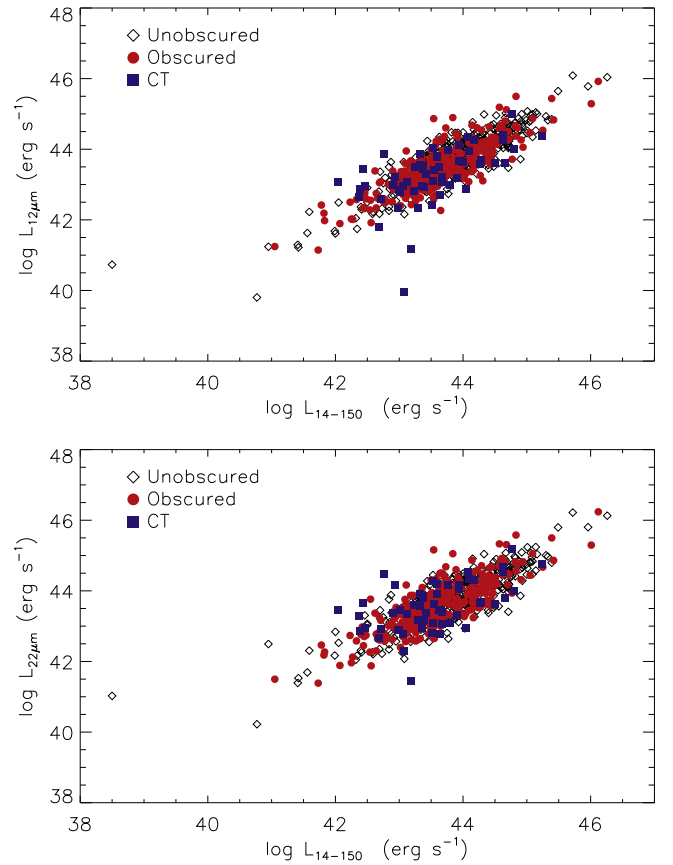 48
46
44
42
40
38
log L₁₂μm (erg s⁻¹)
◇ Unobscured
● Obscured
■ CT
38 40 42 44 46
log L₁₄₋₁₅₀ (erg s⁻¹)
48
46
44
42
40
38
log L₂₂μm (erg s⁻¹)
◇ Unobscured
● Obscured
■ CT
38 40 42 44 46
log L₁₄₋₁₅₀ (erg s⁻¹)